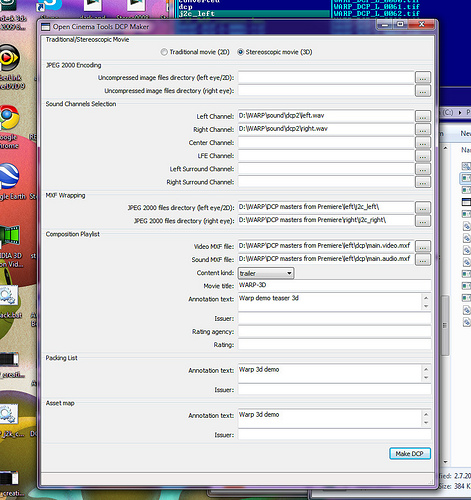 converted
dcp
j2c_left
WARP_DCP_L_0861.tif
WARP_DCP_L_0862.tif
Open Cinema Tools DCP Maker
Traditional/Stereoscopic Movie
Traditional movie (2D) Stereoscopic movie (3D)
JPEG 2000 Encoding
Uncompressed image files directory (left eye/2D): ...
Uncompressed image files directory (right eye): ...
Sound Channels Selection
Left Channel: D:\WARP\sound\dcp2\left.wav ...
Right Channel: D:\WARP\sound\dcp2\right.wav ...
Center Channel: ...
LFE Channel: ...
Left Surround Channel: ...
Right Surround Channel: ...
MXF Wrapping
JPEG 2000 files directory (left eye/2D): D:\WARP\DCP masters from Premiere\left\j2c_left\ ...
JPEG 2000 files directory (right eye): D:\WARP\DCP masters from Premiere\right\j2c_right\ ...
Composition Playlist
Video MXF file: D:\WARP\DCP masters from Premiere\left\dcp\main.video.mxf ...
Sound MXF file: D:\WARP\DCP masters from Premiere\left\dcp\main.audio.mxf ...
Content kind: trailer
Movie title: WARP-3D
Annotation text: Warp demo teaser 3d
Issuer:
Rating agency:
Rating:
Packing List
Annotation text: Warp 3d demo
Issuer:
Asset map
Annotation text: Warp 3d demo
Issuer:
Make DCP